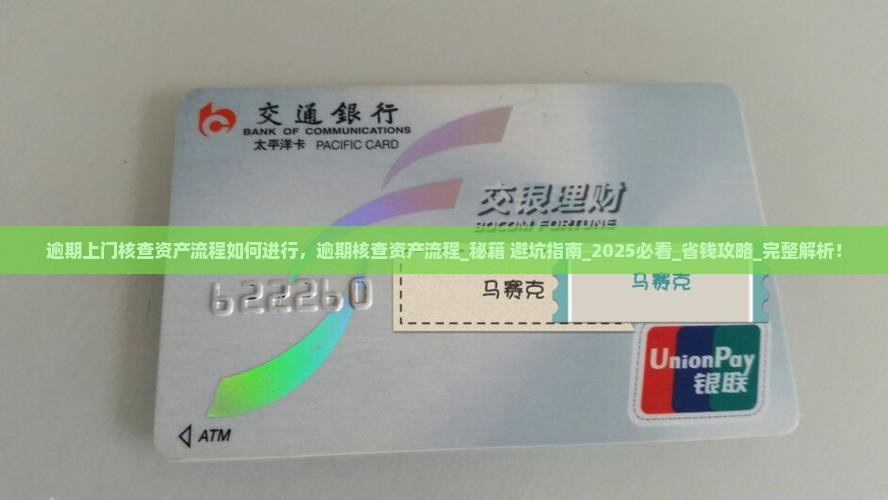 交通銀行
BANK OF COMMUNICATIONS
太平洋卡 PACIFIC CARD
交银理财
BOCOM FORTUNE
逾期上门核查资产流程如何进行，逾期核查资产流程_秘籍 避坑指南_2025必看_省钱攻略_完整解析！
622260
马赛克
马赛克
UnionPay
银联
ATM